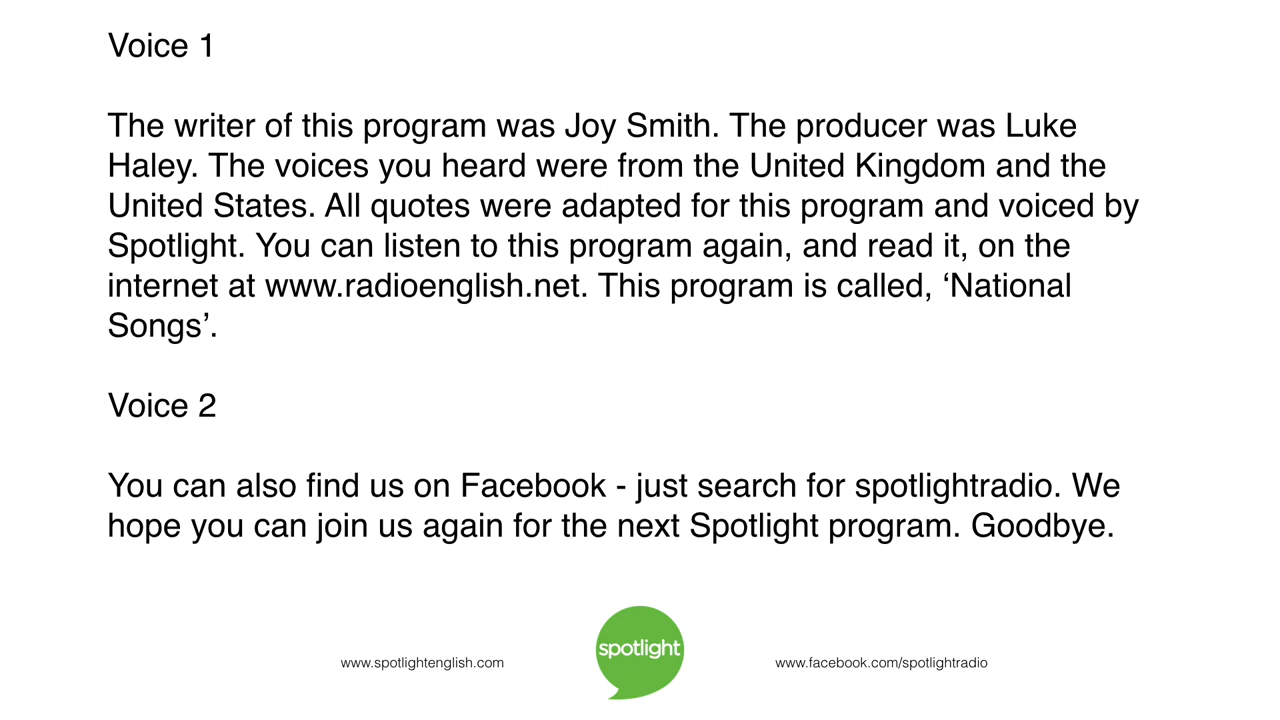 Voice 1
The writer of this program was Joy Smith. The producer was Luke
Haley. The voices you heard were from the United Kingdom and the
United States. All quotes were adapted for this program and voiced by
Spotlight. You can listen to this program again, and read it, on the
internet at www.radioenglish.net. This program is called, ‘National
Songs’.
Voice 2
You can also find us on Facebook - just search for spotlightradio. We
hope you can join us again for the next Spotlight program. Goodbye.
www.spotlightenglish.com
spotlight
www.facebook.com/spotlightradio